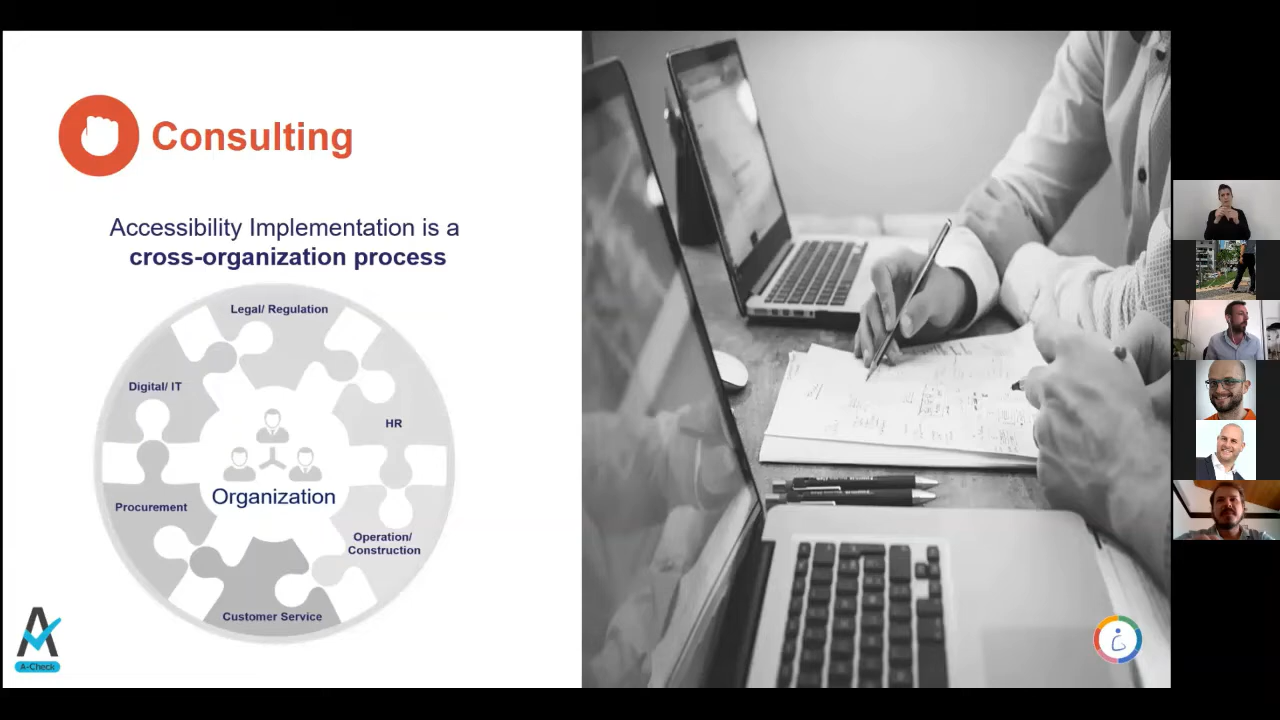 Consulting
Accessibility Implementation is a
cross-organization process
Legal/ Regulation
Digital/ IT
HR
Organization
Procurement
Operation/
Construction
Customer Service
A-Check